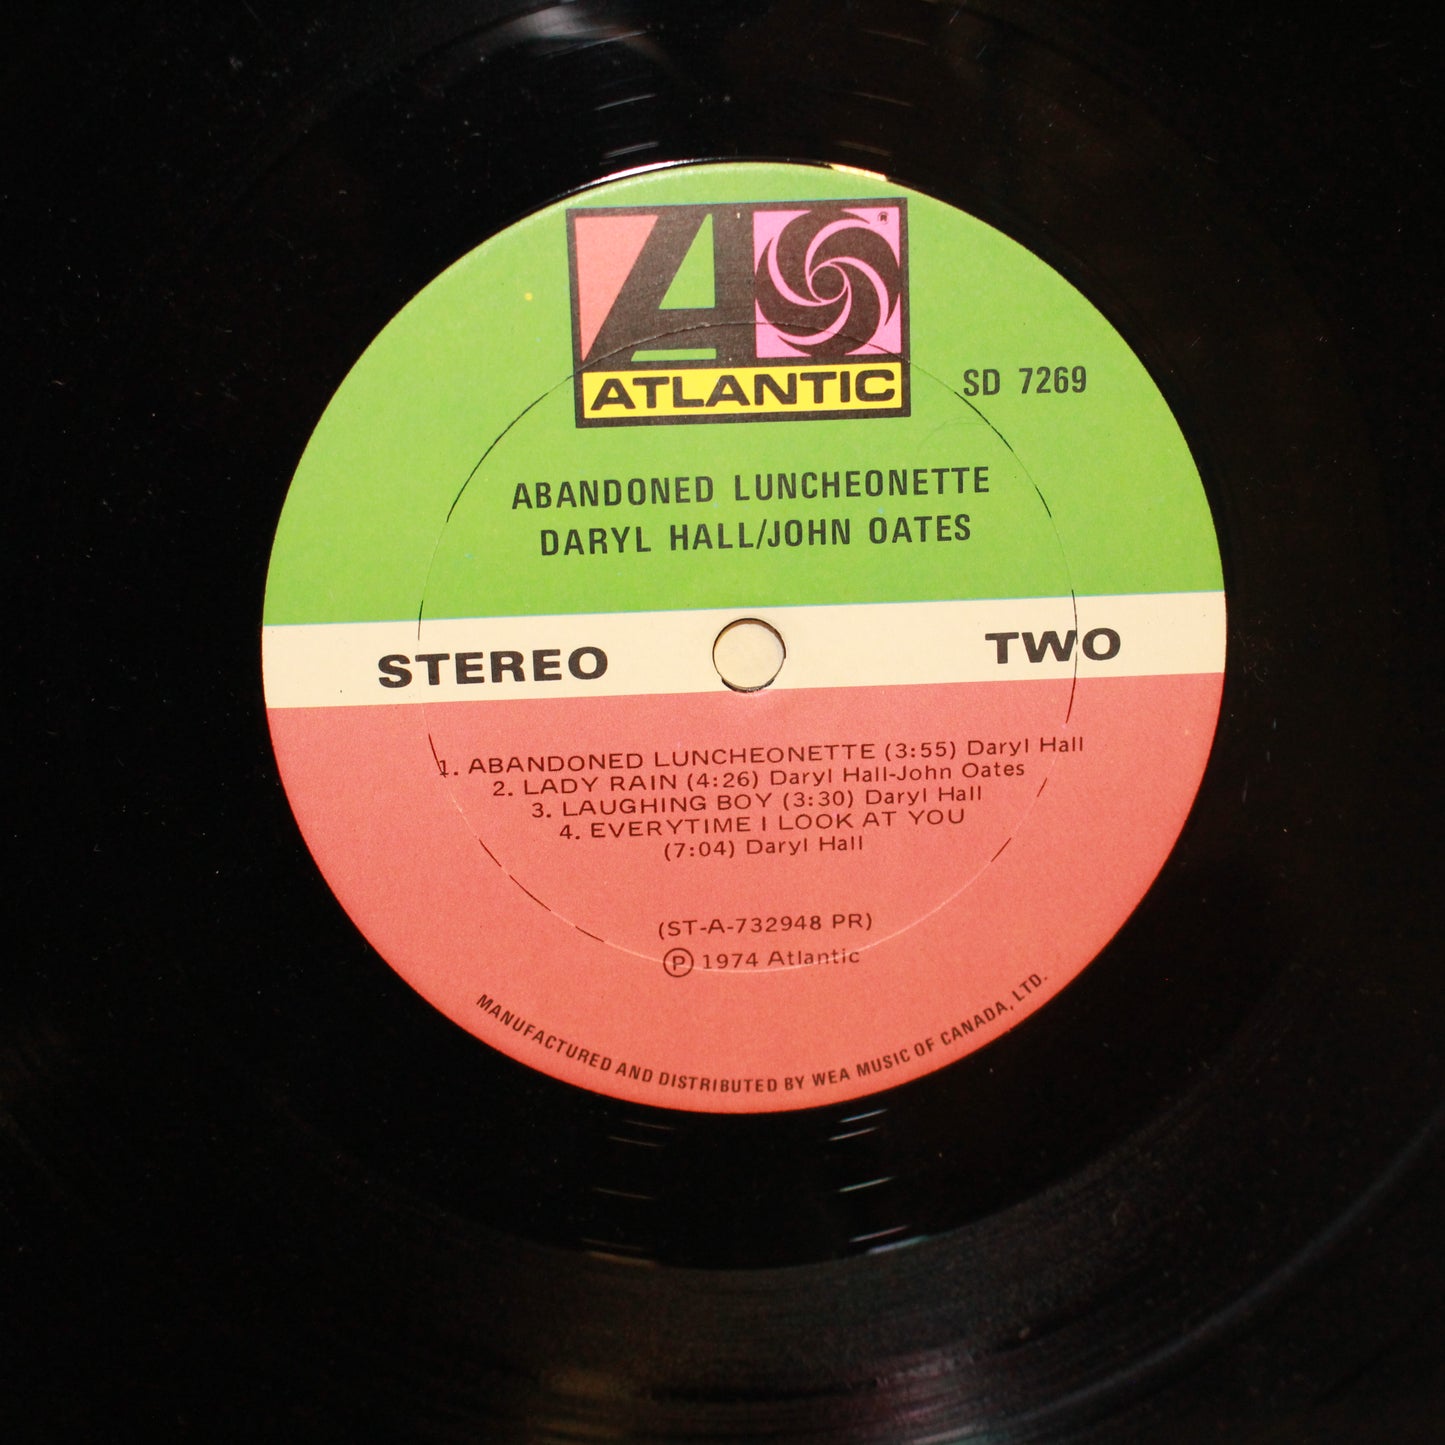 ATLANTIC
®
SD 7269
ABANDONED LUNCHEONETTE
DARYL HALL/JOHN OATES
STEREO TWO
1. ABANDONED LUNCHEONETTE (3:55) Daryl Hall
2. LADY RAIN (4:26) Daryl Hall-John Oates
3. LAUGHING BOY (3:30) Daryl Hall
4. EVERYTIME I LOOK AT YOU
(7:04) Daryl Hall
(ST-A-732948 PR)
Ⓟ 1974 Atlantic
MANUFACTURED AND DISTRIBUTED BY WEA MUSIC OF CANADA, LTD.